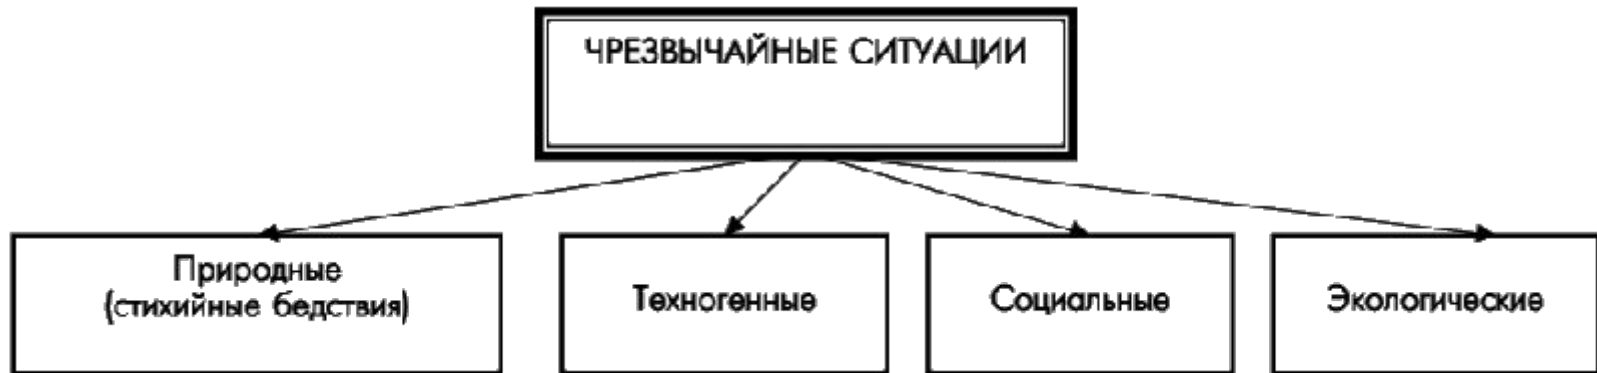 ЧРЕЗВЫЧАЙНЫЕ СИТУАЦИИ
Природные
(стихийные бедствия)
Техногенные
Социальные
Экологические